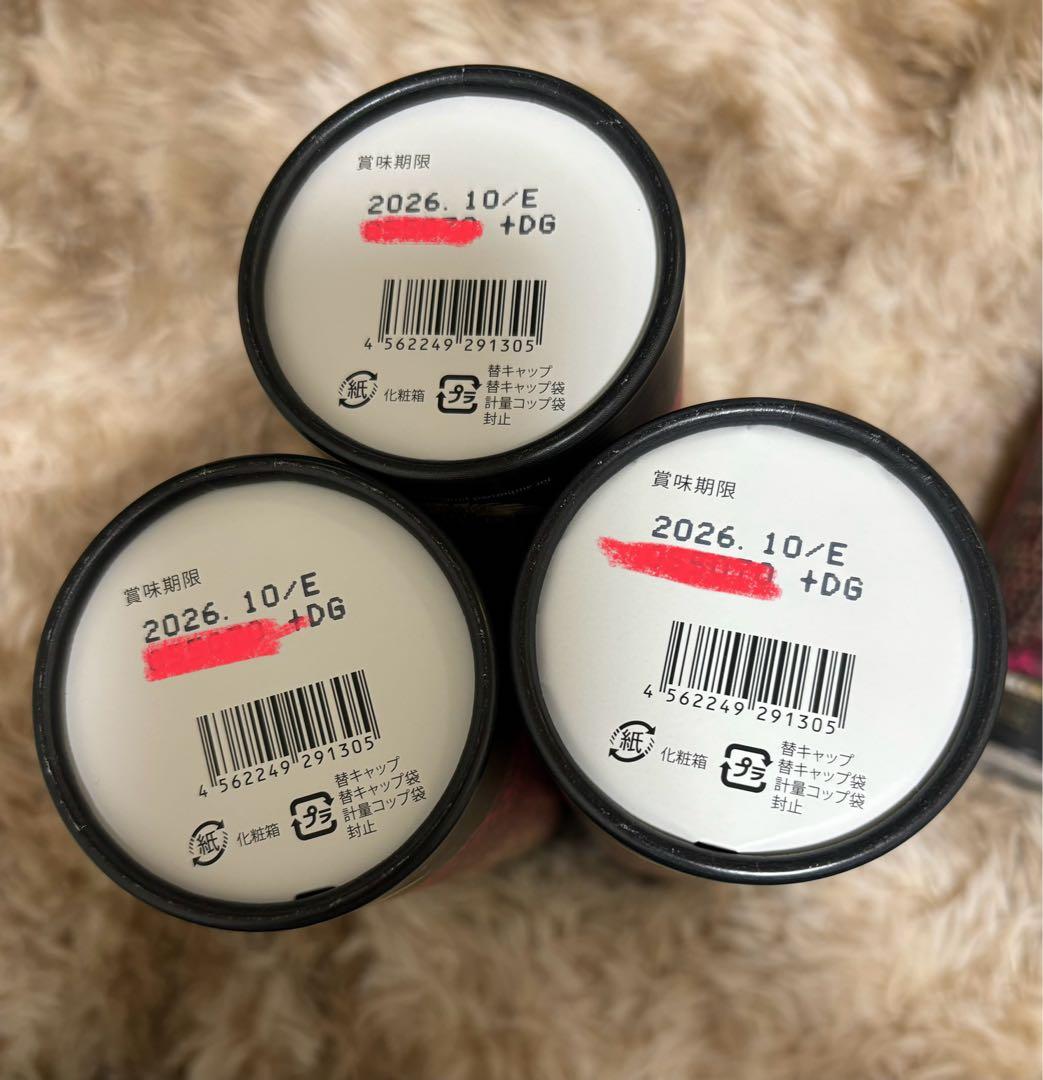 賞味期限
2026. 10/E
+DG
4 562249 291305
紙 化粧箱
プラ 替キャップ
替キャップ袋
計量コップ袋
封止
賞味期限
2026. 10/E
+DG
4 562249 291305
紙 化粧箱
プラ 替キャップ
替キャップ袋
計量コップ袋
封止
賞味期限
2026. 10/E
+DG
4 562249 291305
紙 化粧箱
プラ 替キャップ
替キャップ袋
計量コップ袋
封止